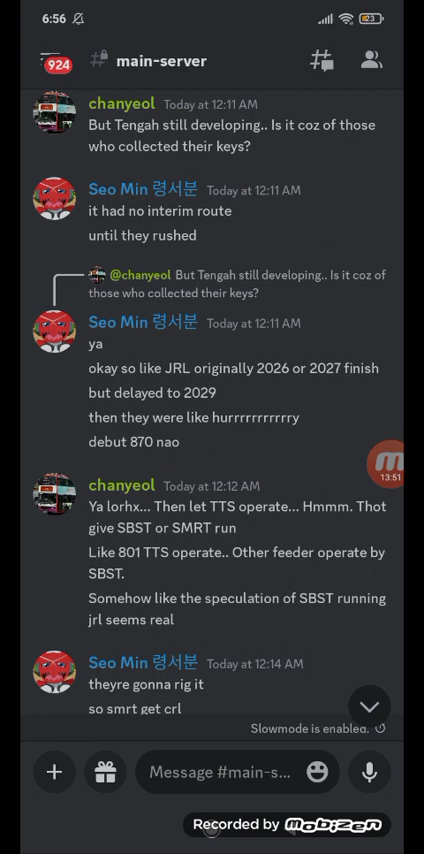 6:56
23
924
main-server
chanyeol Today at 12:11 AM
But Tengah still developing.. Is it coz of those
who collected their keys?
Seo Min 령서분 Today at 12:11 AM
it had no interim route
until they rushed
@chanyeol But Tengah still developing.. Is it coz of
those who collected their keys?
Seo Min 령서분 Today at 12:11 AM
ya
okay so like JRL originally 2026 or 2027 finish
but delayed to 2029
then they were like hurrrrrrrrrrry
debut 870 nao
13:51
chanyeol Today at 12:12 AM
Ya lorhx... Then let TTS operate... Hmmm. Thot
give SBST or SMRT run
Like 801 TTS operate.. Other feeder operate by
SBST.
Somehow like the speculation of SBST running
jrl seems real
Seo Min 령서분 Today at 12:14 AM
theyre gonna rig it
so smrt get crl
Slowmode is enabled.
Message #main-s...
Recorded by mobizen